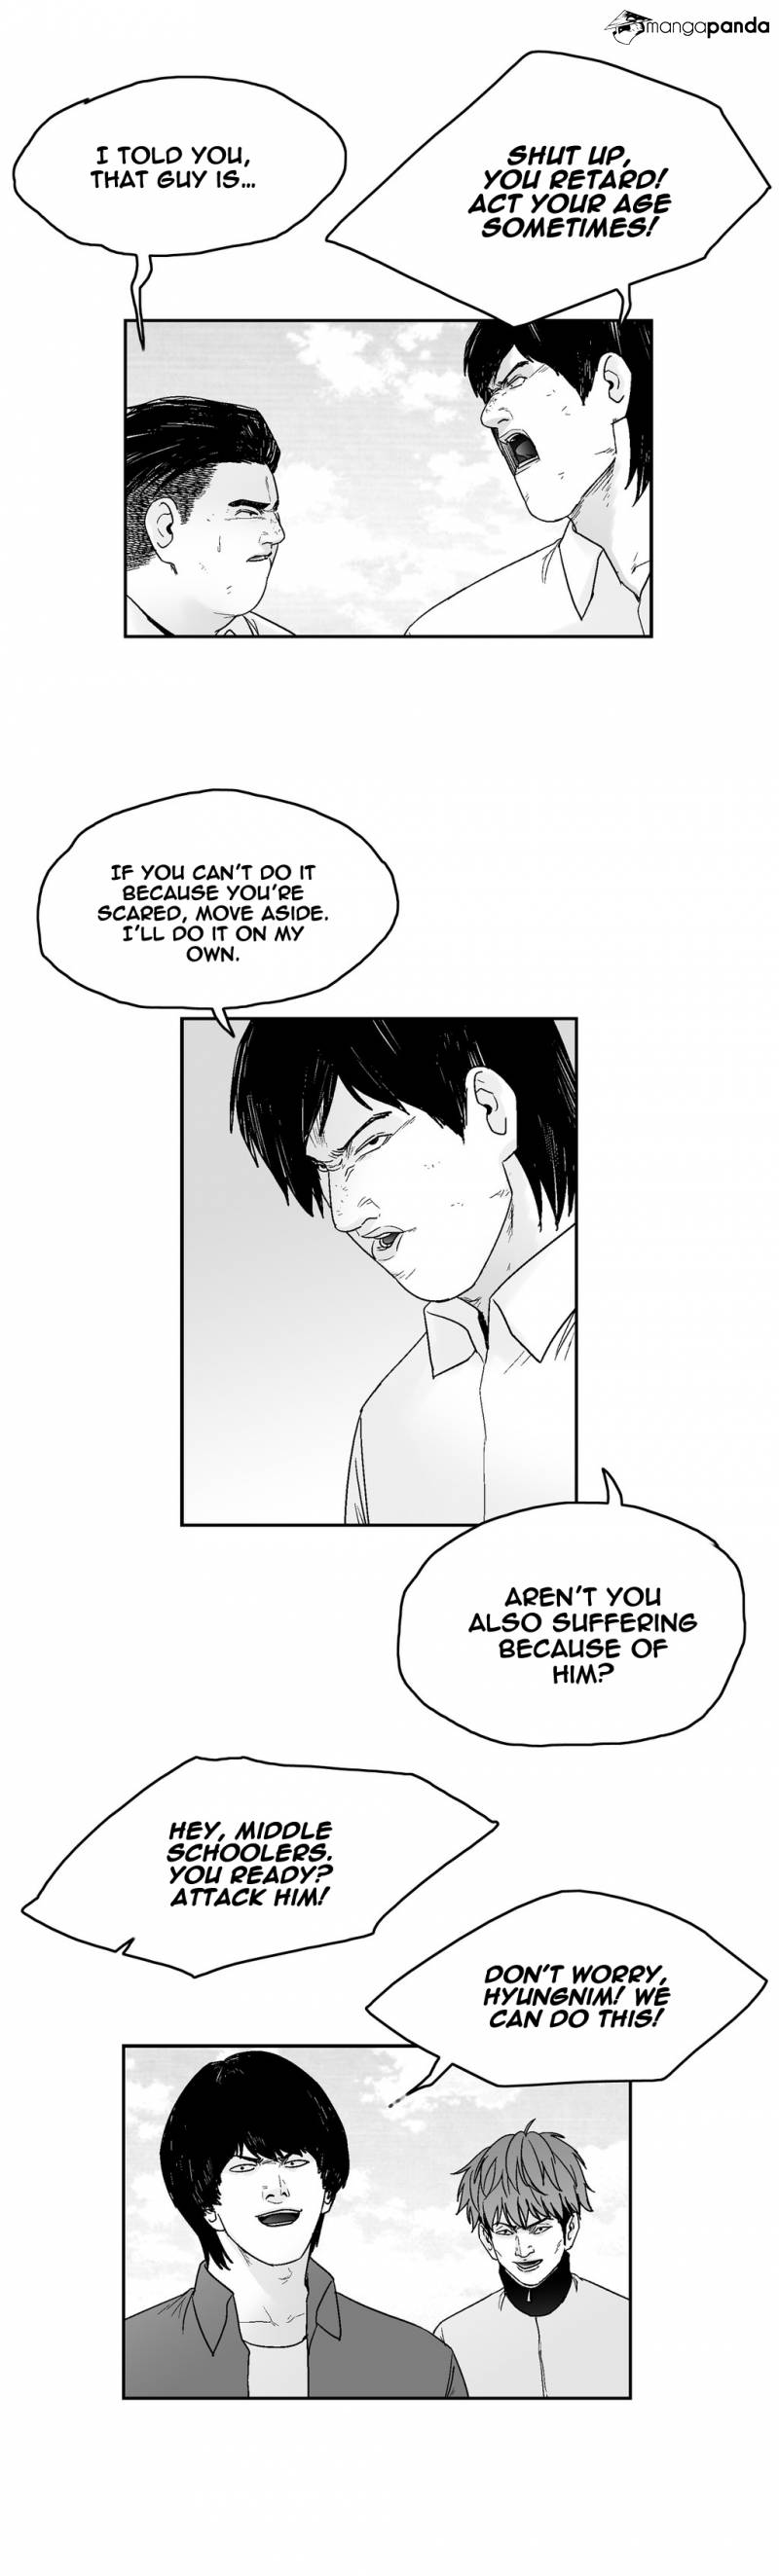 mangapanda
I TOLD YOU,
THAT GUY IS...
SHUT UP,
YOU RETARD!
ACT YOUR AGE
SOMETIMES!
IF YOU CAN'T DO IT
BECAUSE YOU'RE
SCARED, MOVE ASIDE.
I'LL DO IT ON MY
OWN.
AREN'T YOU
ALSO SUFFERING
BECAUSE OF
HIM?
HEY, MIDDLE
SCHOOLERS.
YOU READY?
ATTACK HIM!
DON'T WORRY,
HYUNGNIM! WE
CAN DO THIS!